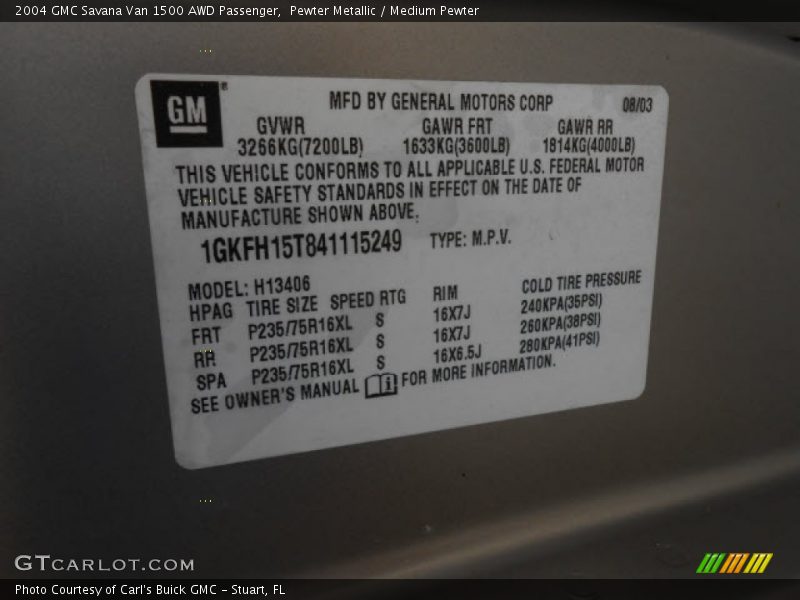 2004 GMC Savana Van 1500 AWD Passenger, Pewter Metallic / Medium Pewter
GM®
MFD BY GENERAL MOTORS CORP 08/03
GVWR GAWR FRT GAWR RR
3266KG(7200LB) 1633KG(3600LB) 1814KG(4000LB)
THIS VEHICLE CONFORMS TO ALL APPLICABLE U.S. FEDERAL MOTOR
VEHICLE SAFETY STANDARDS IN EFFECT ON THE DATE OF
MANUFACTURE SHOWN ABOVE.
1GKFH15T841115249 TYPE: M.P.V.
MODEL: H13406
HPAG TIRE SIZE SPEED RTG RIM COLD TIRE PRESSURE
FRT P235/75R16XL S 16X7J 240KPA(35PSI)
RR P235/75R16XL S 16X7J 260KPA(38PSI)
SPA P235/75R16XL S 16X6.5J 280KPA(41PSI)
SEE OWNER'S MANUAL FOR MORE INFORMATION.
GTCARLOT.COM
Photo Courtesy of Carl's Buick GMC - Stuart, FL